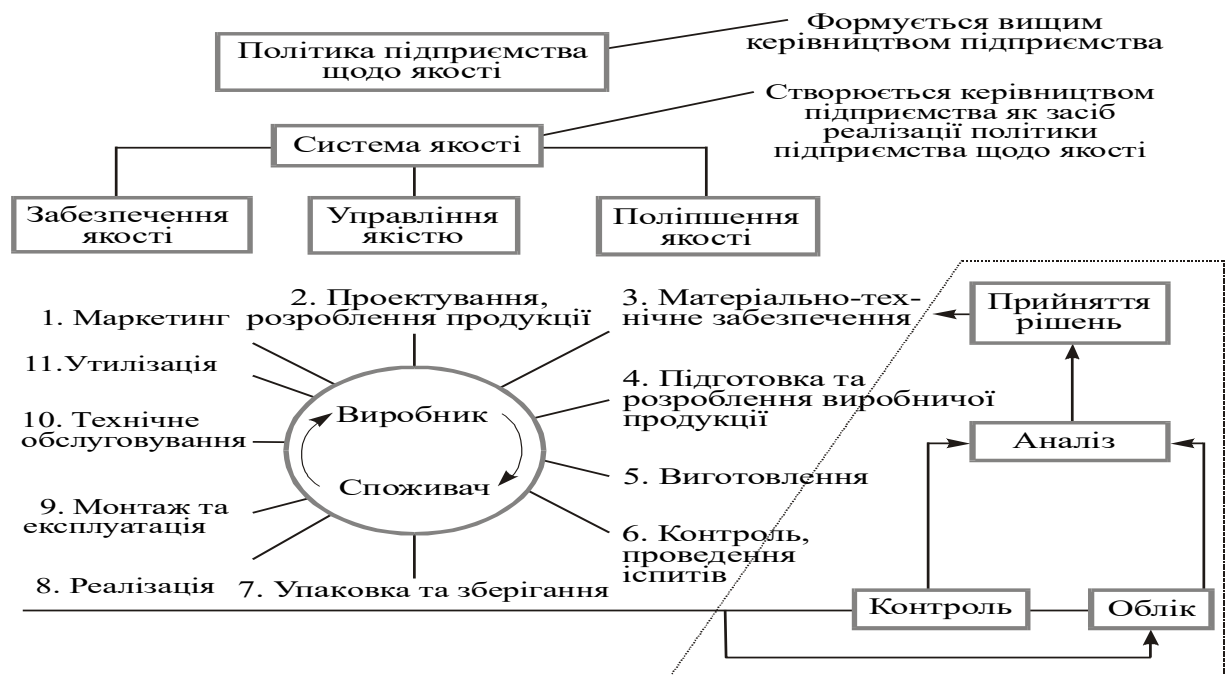 Політика підприємства
щодо якості
Формується вищим
керівництвом підприємства
Створюється керівництвом
підприємства як засіб
реалізації політики
підприємства щодо якості
Система якості
Забезпечення
якості
Управління
якістю
Поліпшення
якості
1. Маркетинг
2. Проектування,
розроблення продукції
3. Матеріально-тех-
нічне забезпечення
4. Підготовка та
розроблення виробничої
продукції
5. Виготовлення
6. Контроль,
проведення
іспитів
7. Упаковка та зберігання
8. Реалізація
9. Монтаж та
експлуатація
10. Технічне
обслуговування
11.Утилізація
Виробник
Споживач
Прийняття
рішень
Аналіз
Контроль
Облік